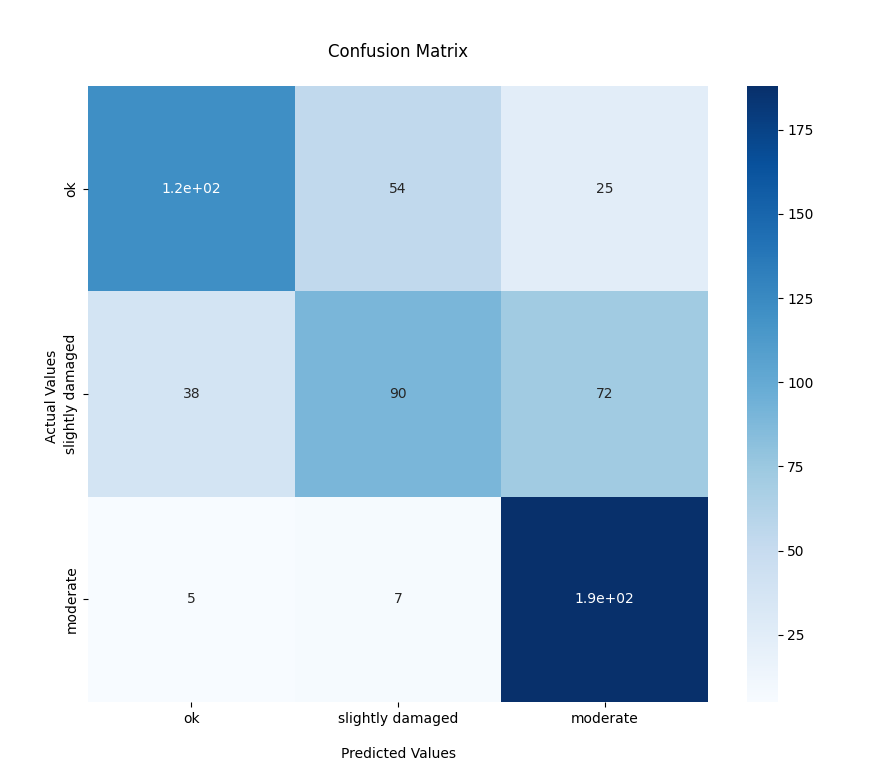 Confusion Matrix
ok
1.2e+02
54
25
175
150
125
100
75
50
25
Actual Values
slightly damaged
38
90
72
moderate
5
7
1.9e+02
ok
slightly damaged
moderate
Predicted Values